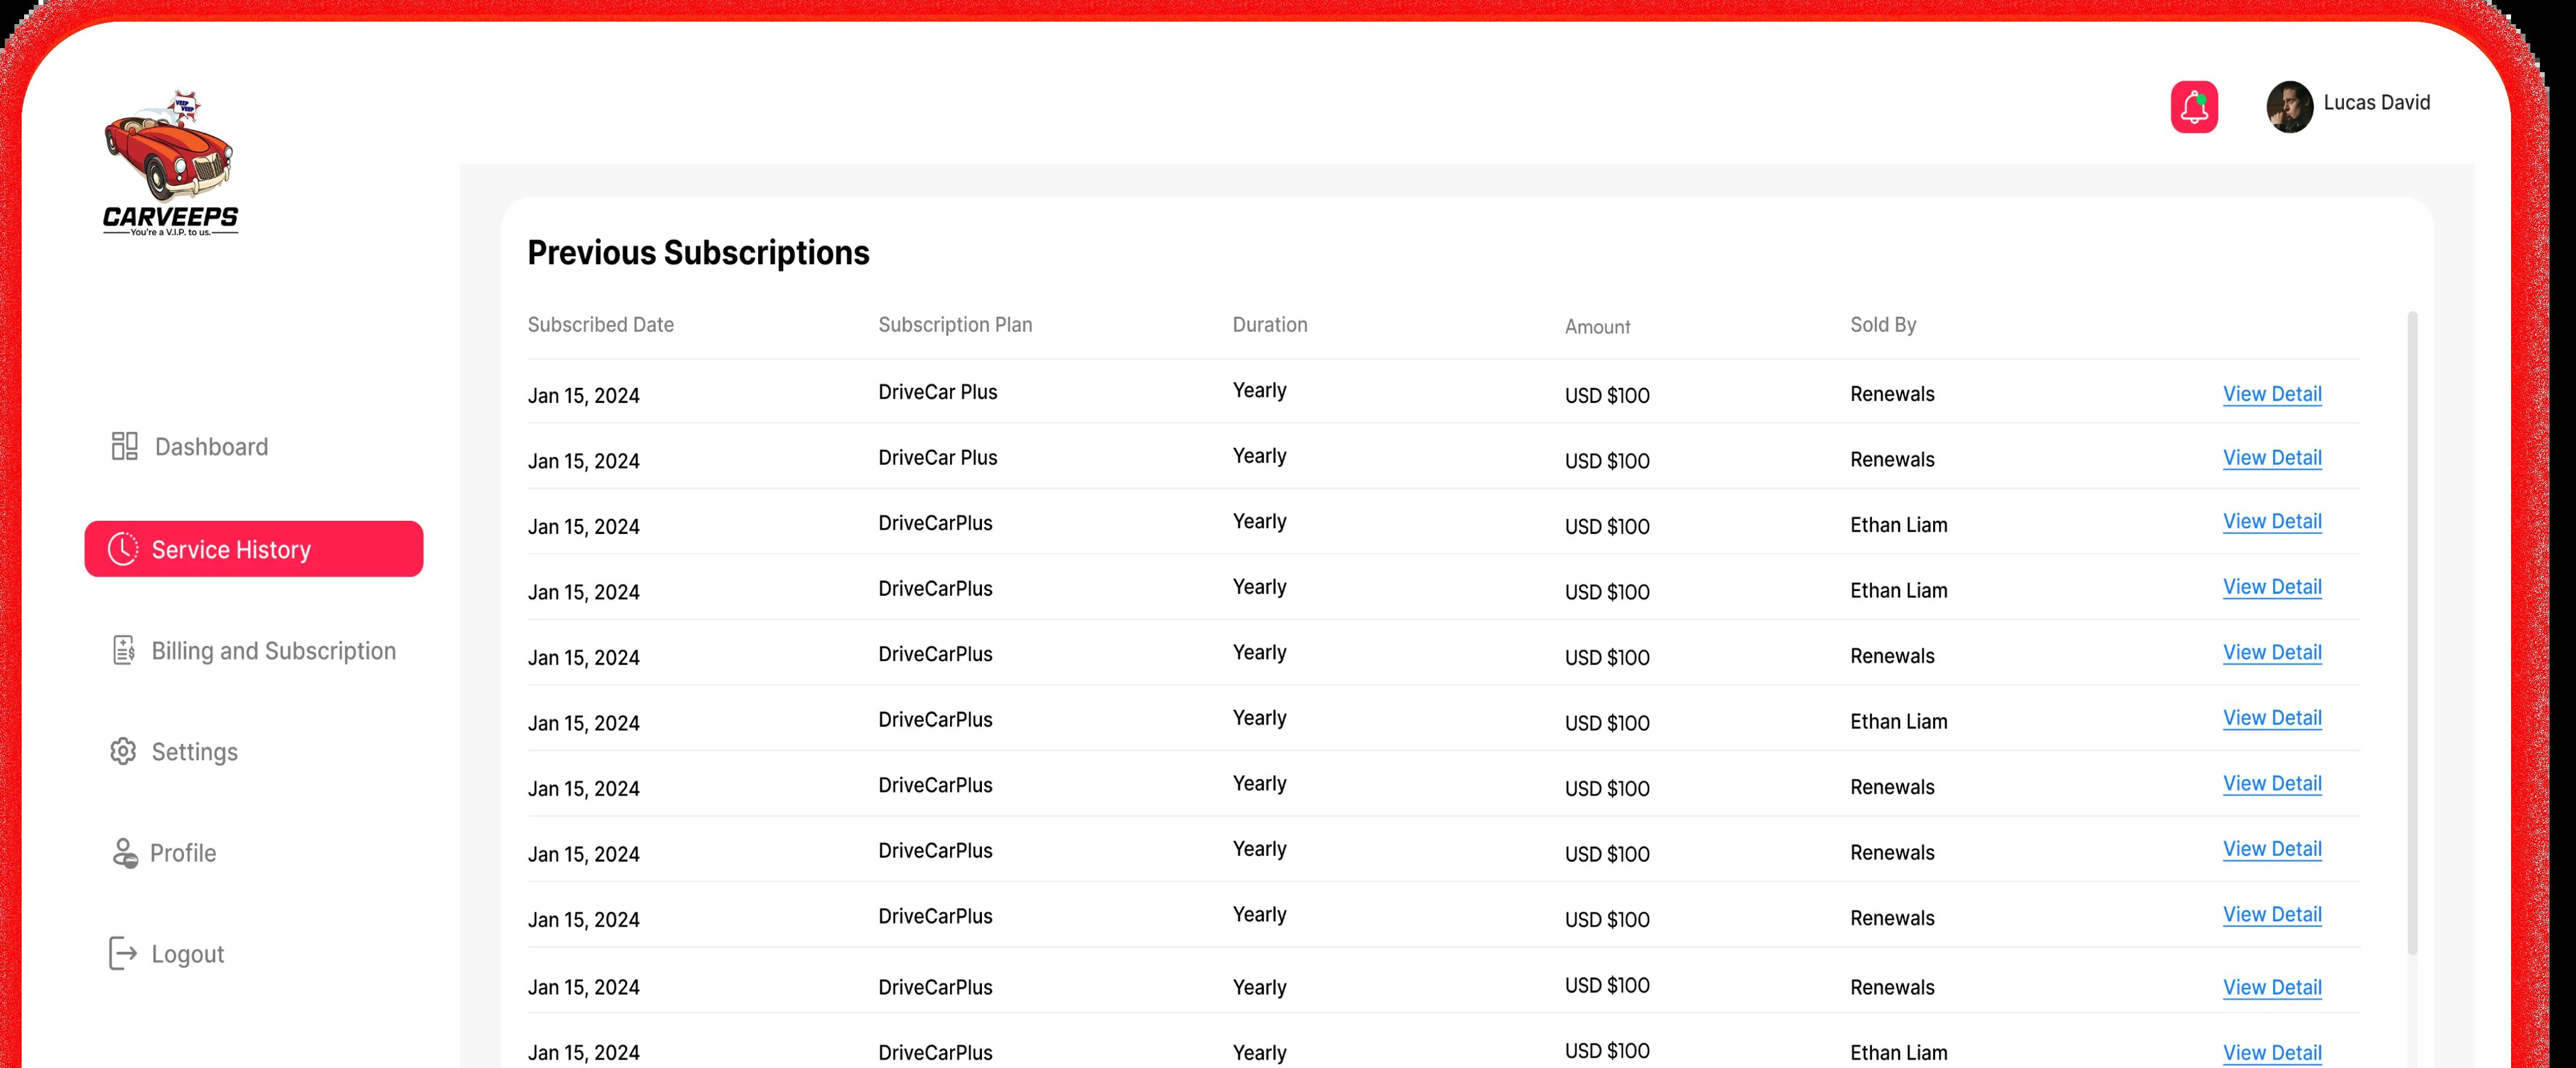 VEEP
VEEP
CARVEEPS
You're a V.I.P. to us.
Lucas David
Dashboard
Service History
Billing and Subscription
Settings
Profile
Logout
Previous Subscriptions
Subscribed Date Subscription Plan Duration Amount Sold By
Jan 15, 2024 DriveCar Plus Yearly USD $100 Renewals View Detail
Jan 15, 2024 DriveCar Plus Yearly USD $100 Renewals View Detail
Jan 15, 2024 DriveCarPlus Yearly USD $100 Ethan Liam View Detail
Jan 15, 2024 DriveCarPlus Yearly USD $100 Ethan Liam View Detail
Jan 15, 2024 DriveCarPlus Yearly USD $100 Renewals View Detail
Jan 15, 2024 DriveCarPlus Yearly USD $100 Ethan Liam View Detail
Jan 15, 2024 DriveCarPlus Yearly USD $100 Renewals View Detail
Jan 15, 2024 DriveCarPlus Yearly USD $100 Renewals View Detail
Jan 15, 2024 DriveCarPlus Yearly USD $100 Renewals View Detail
Jan 15, 2024 DriveCarPlus Yearly USD $100 Renewals View Detail
Jan 15, 2024 DriveCarPlus Yearly USD $100 Ethan Liam View Detail